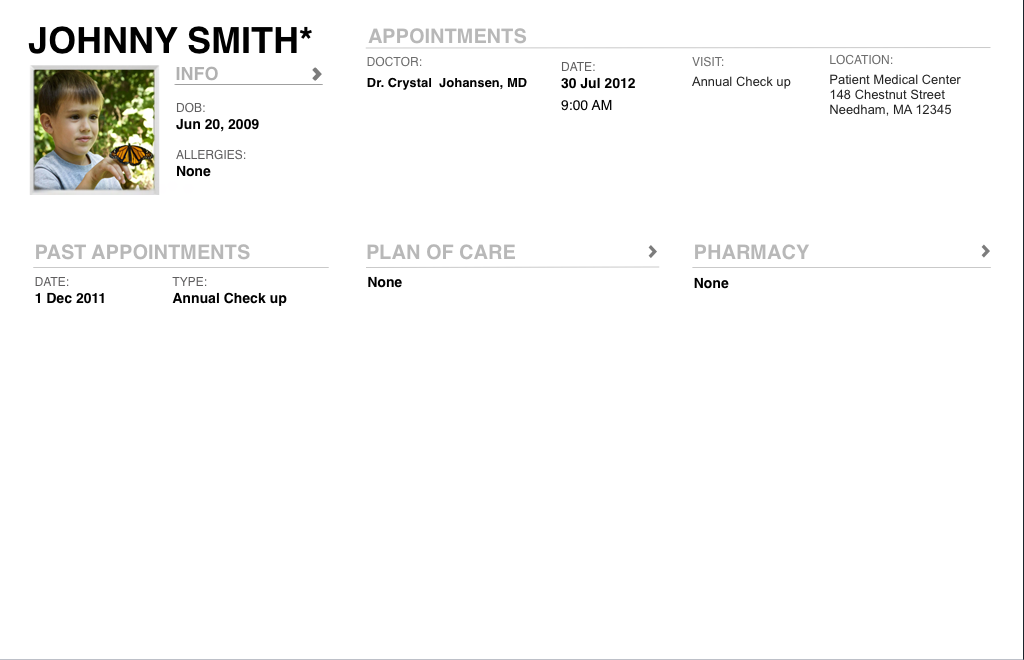 JOHNNY SMITH*
INFO
DOB:
Jun 20, 2009
ALLERGIES:
None
APPOINTMENTS
DOCTOR:
Dr. Crystal Johansen, MD
DATE:
30 Jul 2012
9:00 AM
VISIT:
Annual Check up
LOCATION:
Patient Medical Center
148 Chestnut Street
Needham, MA 12345
PAST APPOINTMENTS
DATE:
1 Dec 2011
TYPE:
Annual Check up
PLAN OF CARE
None
PHARMACY
None